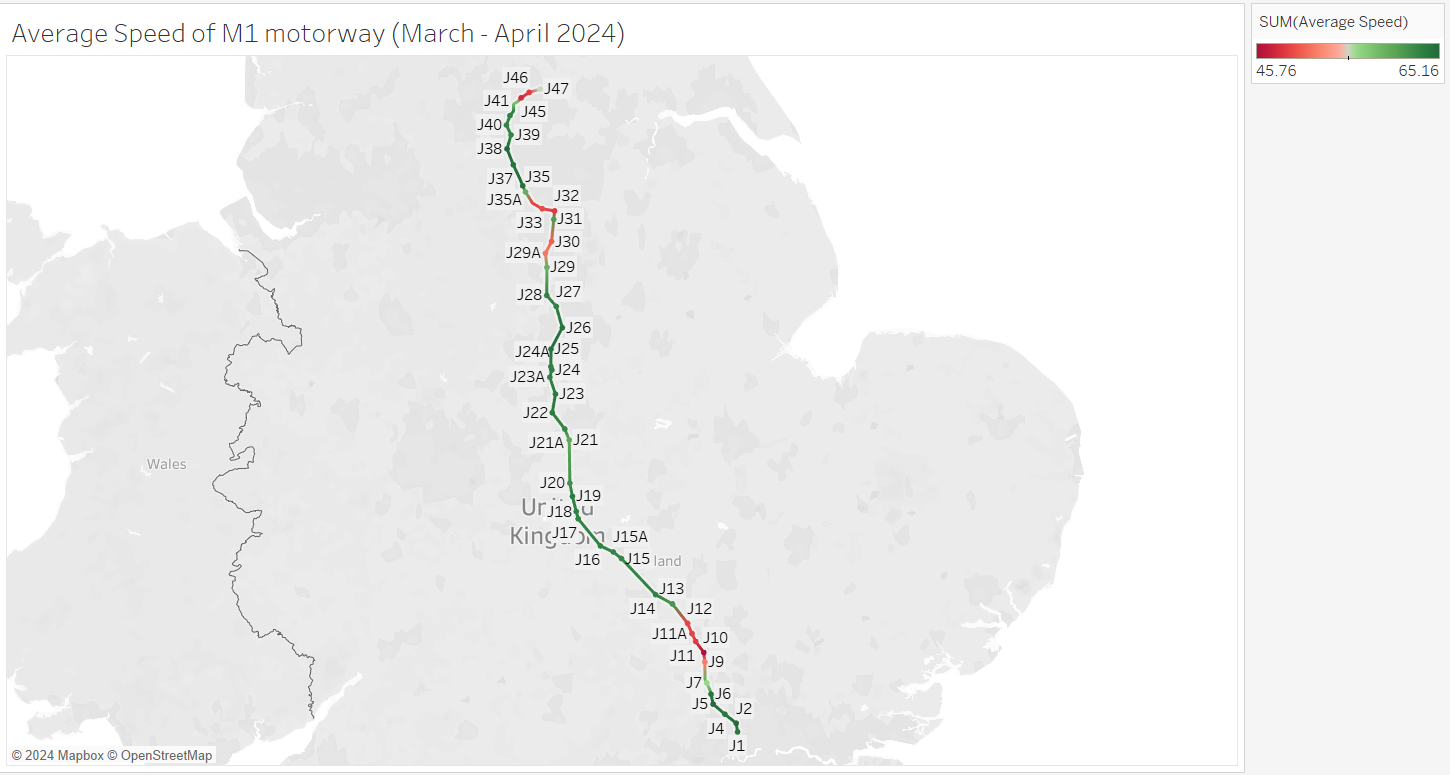 Average Speed of M1 motorway (March - April 2024)
SUM(Average Speed)
45.76
65.16
J46
J47
J41
J45
J40
J39
J38
J37
J35
J35A
J32
J33
J31
J30
J29A
J29
J28
J27
J26
J24A
J25
J24
J23A
J23
J22
J21A
J21
Wales
J20
J19
United
J18
Kingdom
J17
J15A
J16
J15
land
J13
J14
J12
J11A
J10
J11
J9
J7
J6
J5
J2
J4
J1
© 2024 Mapbox © OpenStreetMap